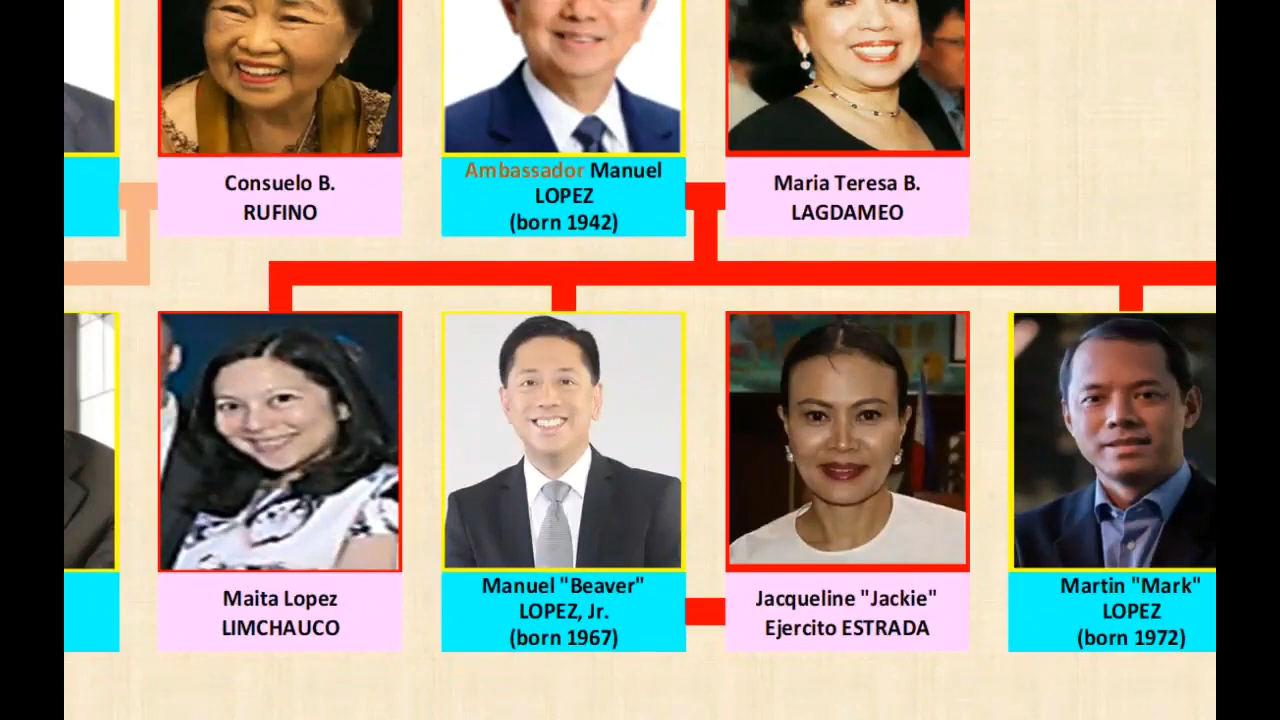 Consuelo B.
RUFINO
Ambassador Manuel
LOPEZ
(born 1942)
Maria Teresa B.
LAGDAMEO
Maita Lopez
LIMCHAUCO
Manuel "Beaver"
LOPEZ, Jr.
(born 1967)
Jacqueline "Jackie"
Ejercito ESTRADA
Martin "Mark"
LOPEZ
(born 1972)